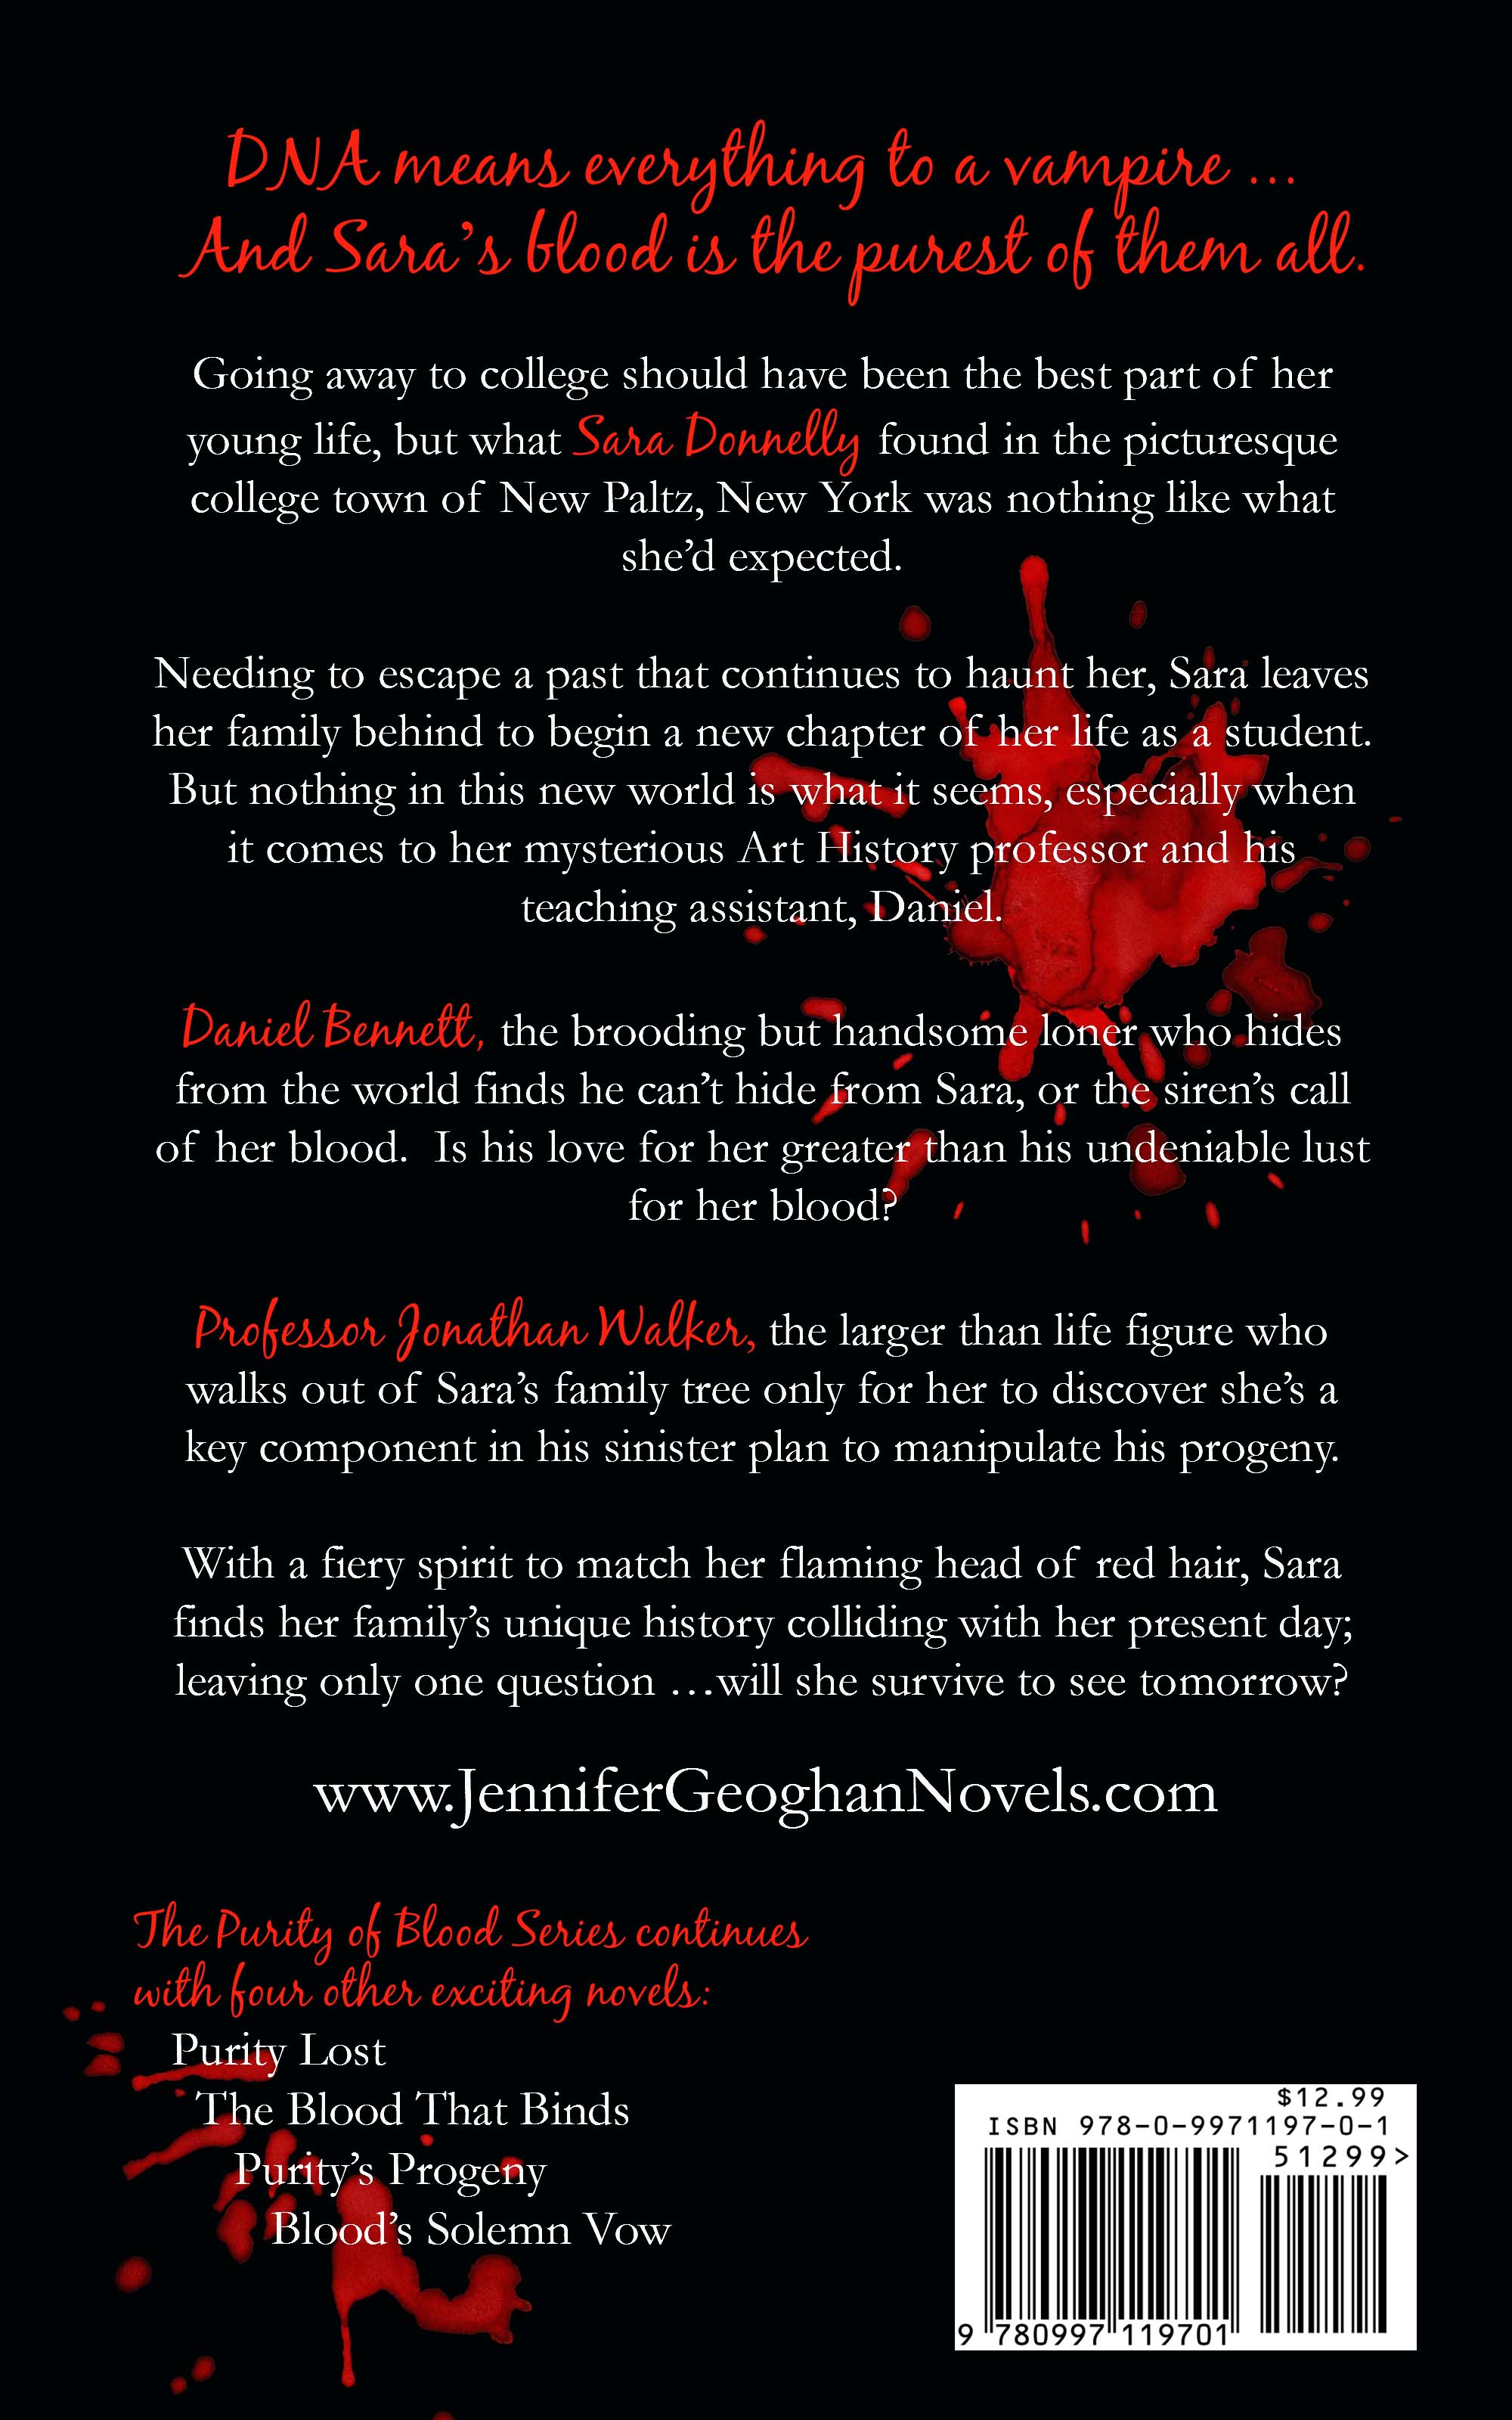 DNA means everything to a vampire ...
And Sara's blood is the purest of them all.
Going away to college should have been the best part of her
young life, but what Sara Donnelly found in the picturesque
college town of New Paltz, New York was nothing like what
she'd expected.
Needing to escape a past that continues to haunt her, Sara leaves
her family behind to begin a new chapter of her life as a student.
But nothing in this new world is what it seems, especially when
it comes to her mysterious Art History professor and his
teaching assistant, Daniel.
Daniel Bennett, the brooding but handsome loner who hides
from the world finds he can't hide from Sara, or the siren's call
of her blood.  Is his love for her greater than his undeniable lust
for her blood?
Professor Jonathan Walker, the larger than life figure who
walks out of Sara's family tree only for her to discover she's a
key component in his sinister plan to manipulate his progeny.
With a fiery spirit to match her flaming head of red hair, Sara
finds her family's unique history colliding with her present day;
leaving only one question ...will she survive to see tomorrow?
www.JenniferGeoghanNovels.com
The Purity of Blood Series continues
with four other exciting novels:
Purity Lost
The Blood That Binds
Purity's Progeny
Blood's Solemn Vow
$12.99
ISBN 978-0-9971197-0-1
51299>
9 780997 119701